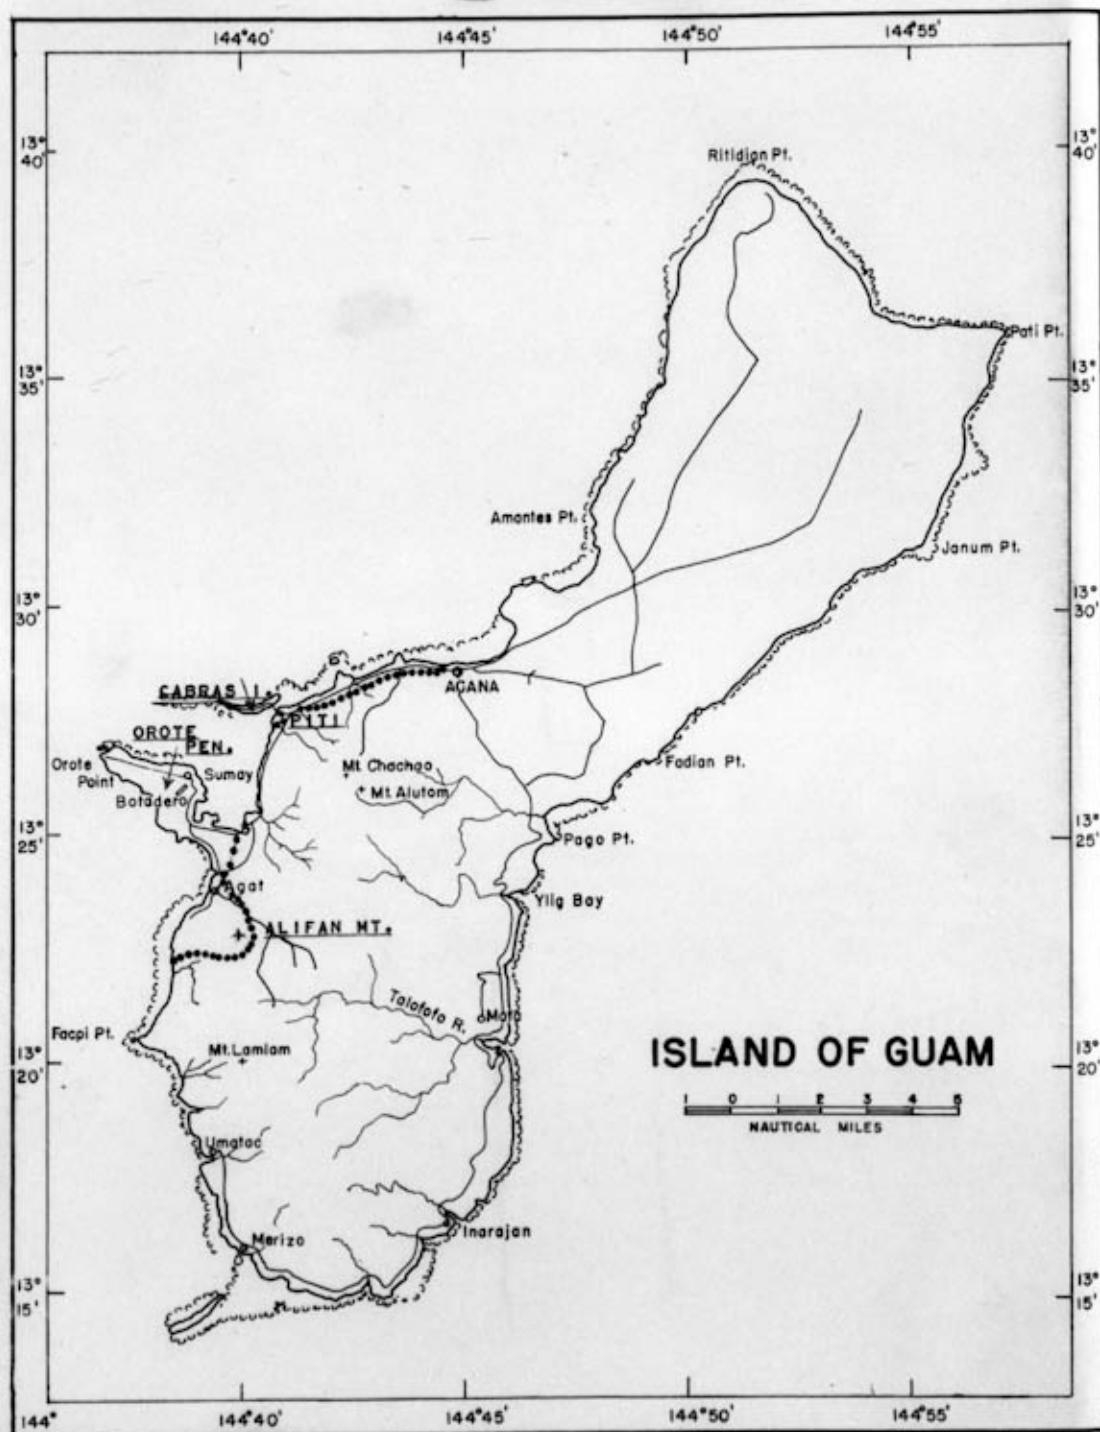 144°40' 144°45' 144°50' 144°55'
13° 40'
13° 40'
Ritidian Pt.
Pati Pt.
13° 35'
13° 35'
Amantes Pt.
Janum Pt.
13° 30'
13° 30'
CABRAS I.
AGANA
PITI
OROTE PEN.
Orote Point
Sumay
Botadero
Mt. Chachao
Mt. Alutom
Fadian Pt.
13° 25'
13° 25'
Pago Pt.
Agat
Ylig Bay
ALIFAN MT.
Talofofo R.
Facpi Pt.
Mt. Lamlam
ISLAND OF GUAM
13° 20'
13° 20'
1 0 1 2 3 4 5
NAUTICAL MILES
Umatac
Inarajan
Merizo
13° 15'
13° 15'
144° 144°40' 144°45' 144°50' 144°55'